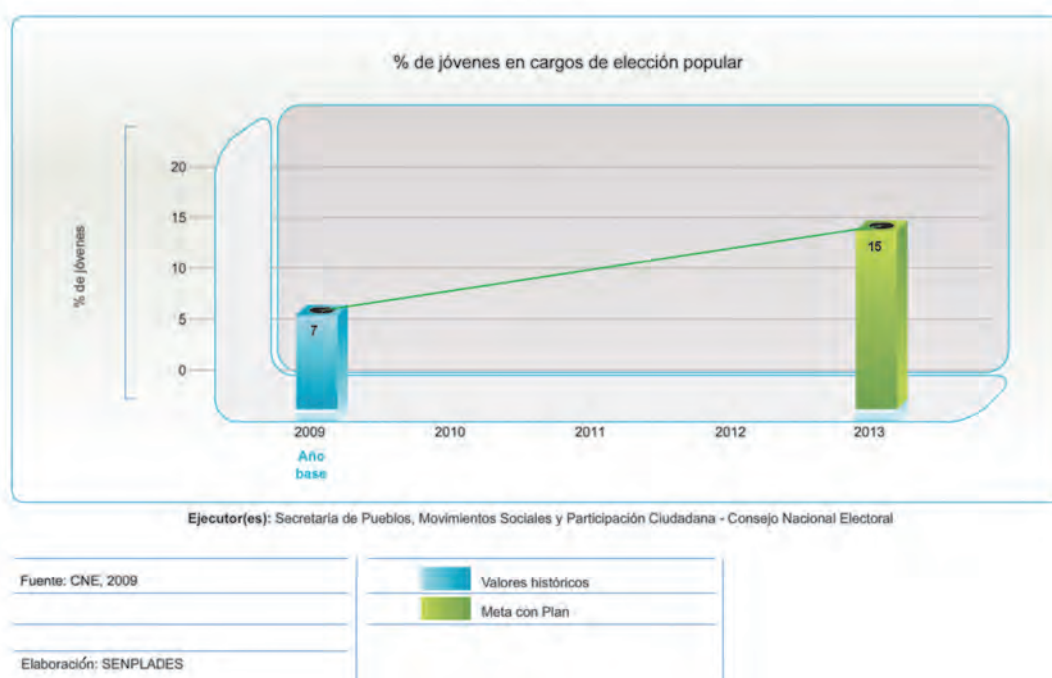 % de jóvenes en cargos de elección popular
% de jóvenes
20
15
10
5
0
7
15
2009
2010
2011
2012
2013
Año
base
Ejecutor(es): Secretaría de Pueblos, Movimientos Sociales y Participación Ciudadana - Consejo Nacional Electoral
Fuente: CNE, 2009
Valores históricos
Meta con Plan
Elaboración: SENPLADES